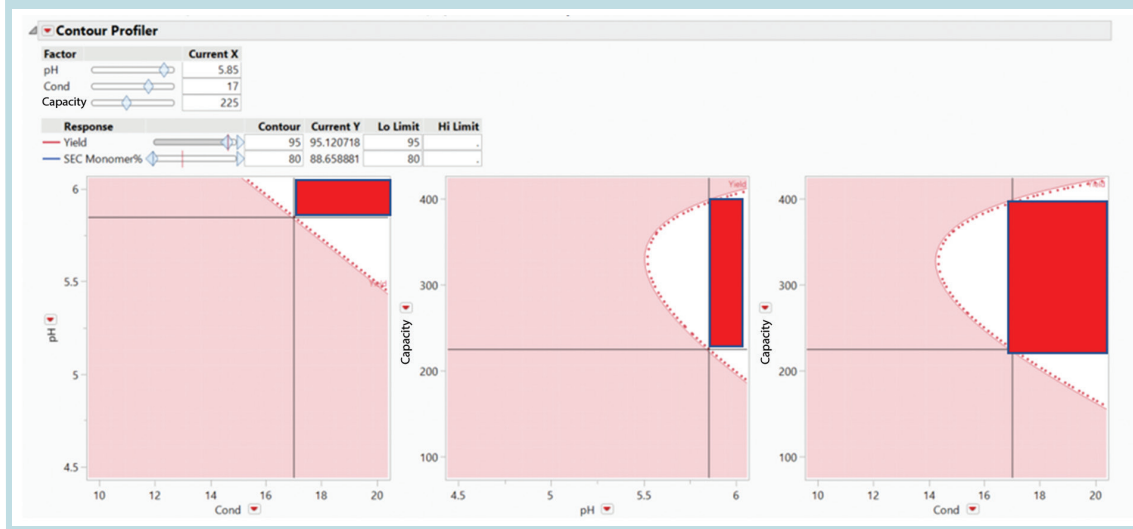 Contour Profiler
Factor Current X
pH 5.85
Cond 17
Capacity 225
Response Contour Current Y Lo Limit Hi Limit
Yield 95 95.120718 95 .
SEC Monomer% 80 88.658881 80 .
6
5.5
5
4.5
pH
Yield
10 12 14 16 18 20
Cond
400
300
200
100
Capacity
Yield
4.5 5 5.5 6
pH
400
300
200
100
Capacity
Yield
10 12 14 16 18 20
Cond